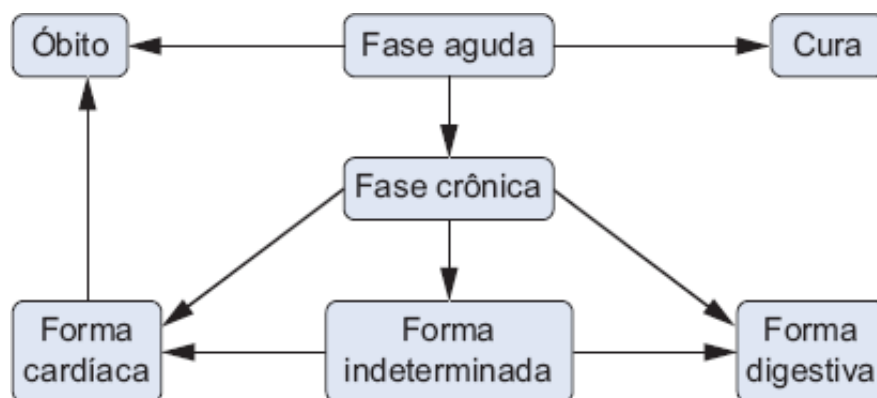 Óbito
Fase aguda
Cura
Fase crônica
Forma
cardíaca
Forma
indeterminada
Forma
digestiva